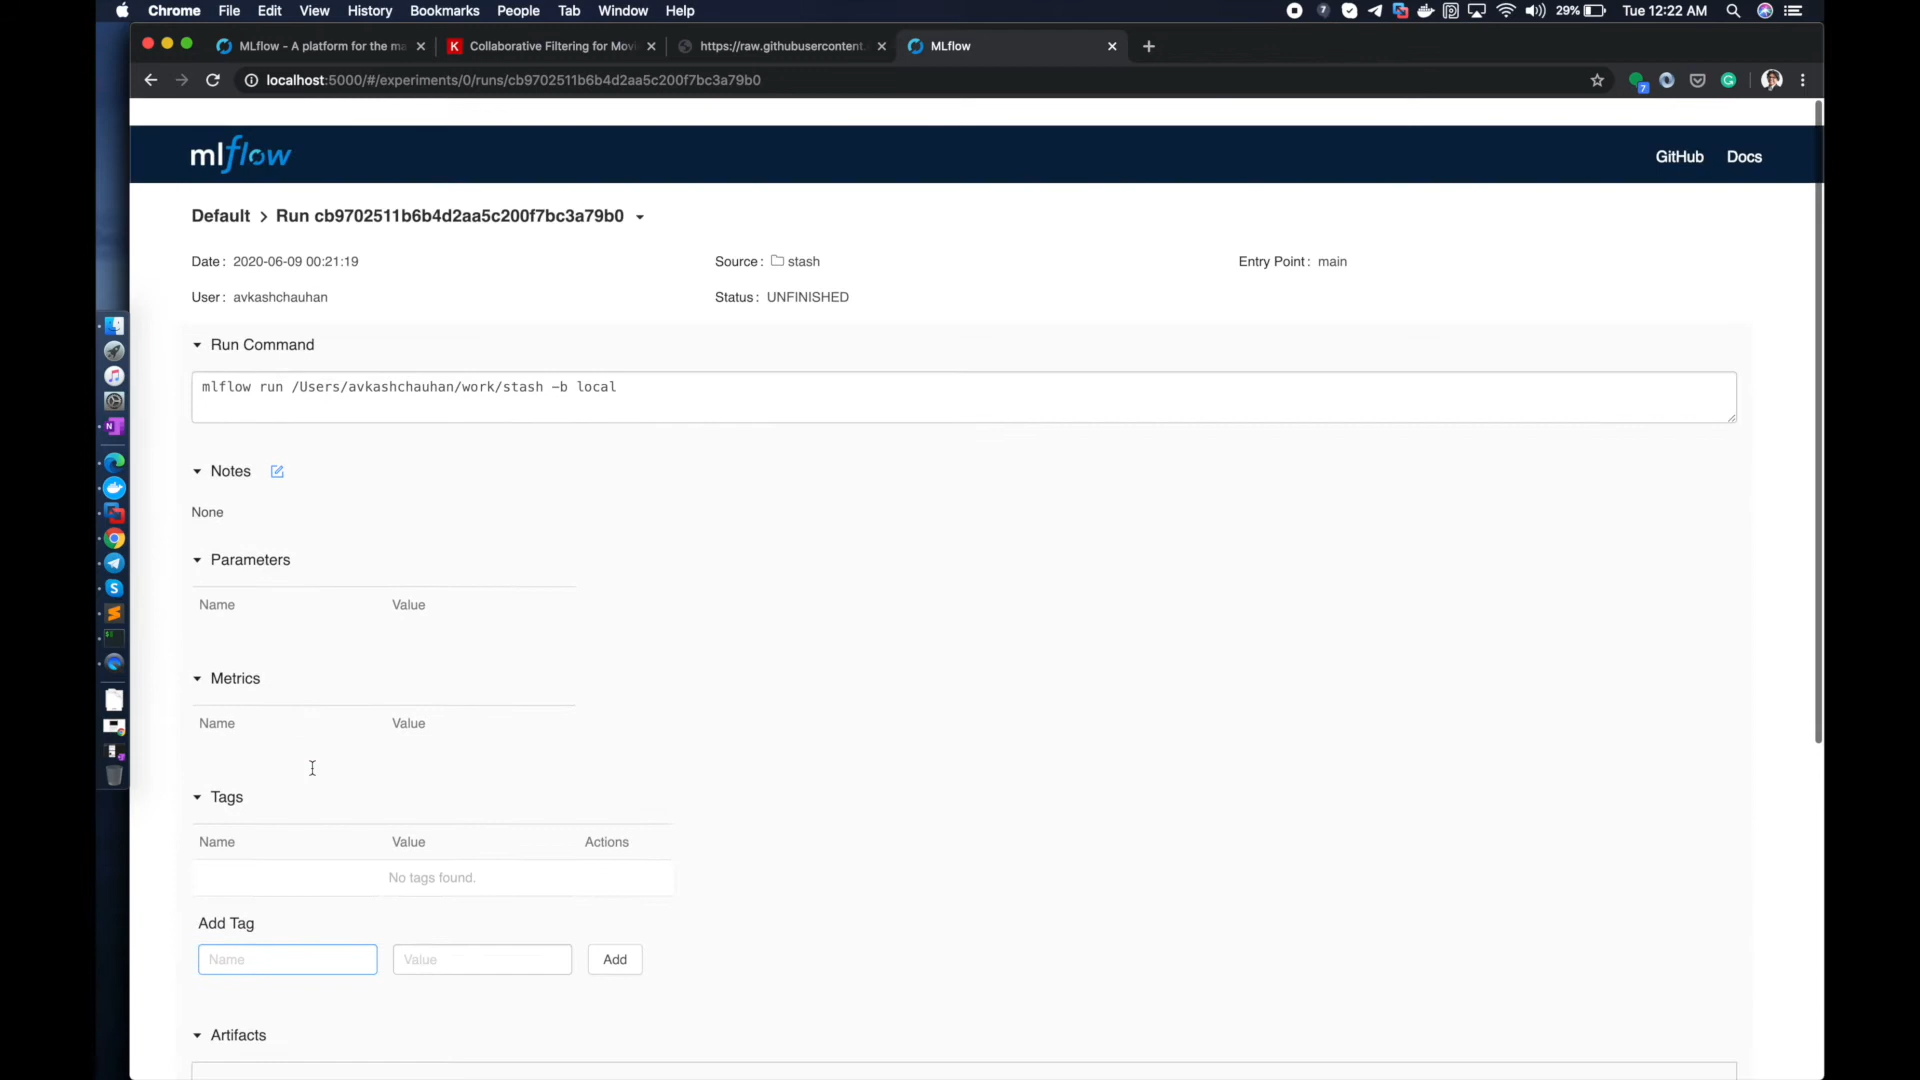 Chrome File Edit View History Bookmarks People Tab Window Help 29% Tue 12:22 AM
MLflow - A platform for the ma
Collaborative Filtering for Movi
https://raw.githubusercontent.
MLflow
localhost:5000/#/experiments/0/runs/cb9702511b6b4d2aa5c200f7bc3a79b0
mlflow
GitHub Docs
Default > Run cb9702511b6b4d2aa5c200f7bc3a79b0
Date: 2020-06-09 00:21:19 Source: stash Entry Point: main
User: avkashchauhan Status: UNFINISHED
Run Command
mlflow run /Users/avkashchauhan/work/stash -b local
Notes
None
Parameters
Name Value
Metrics
Name Value
Tags
Name Value Actions
No tags found.
Add Tag
Name Value Add
Artifacts